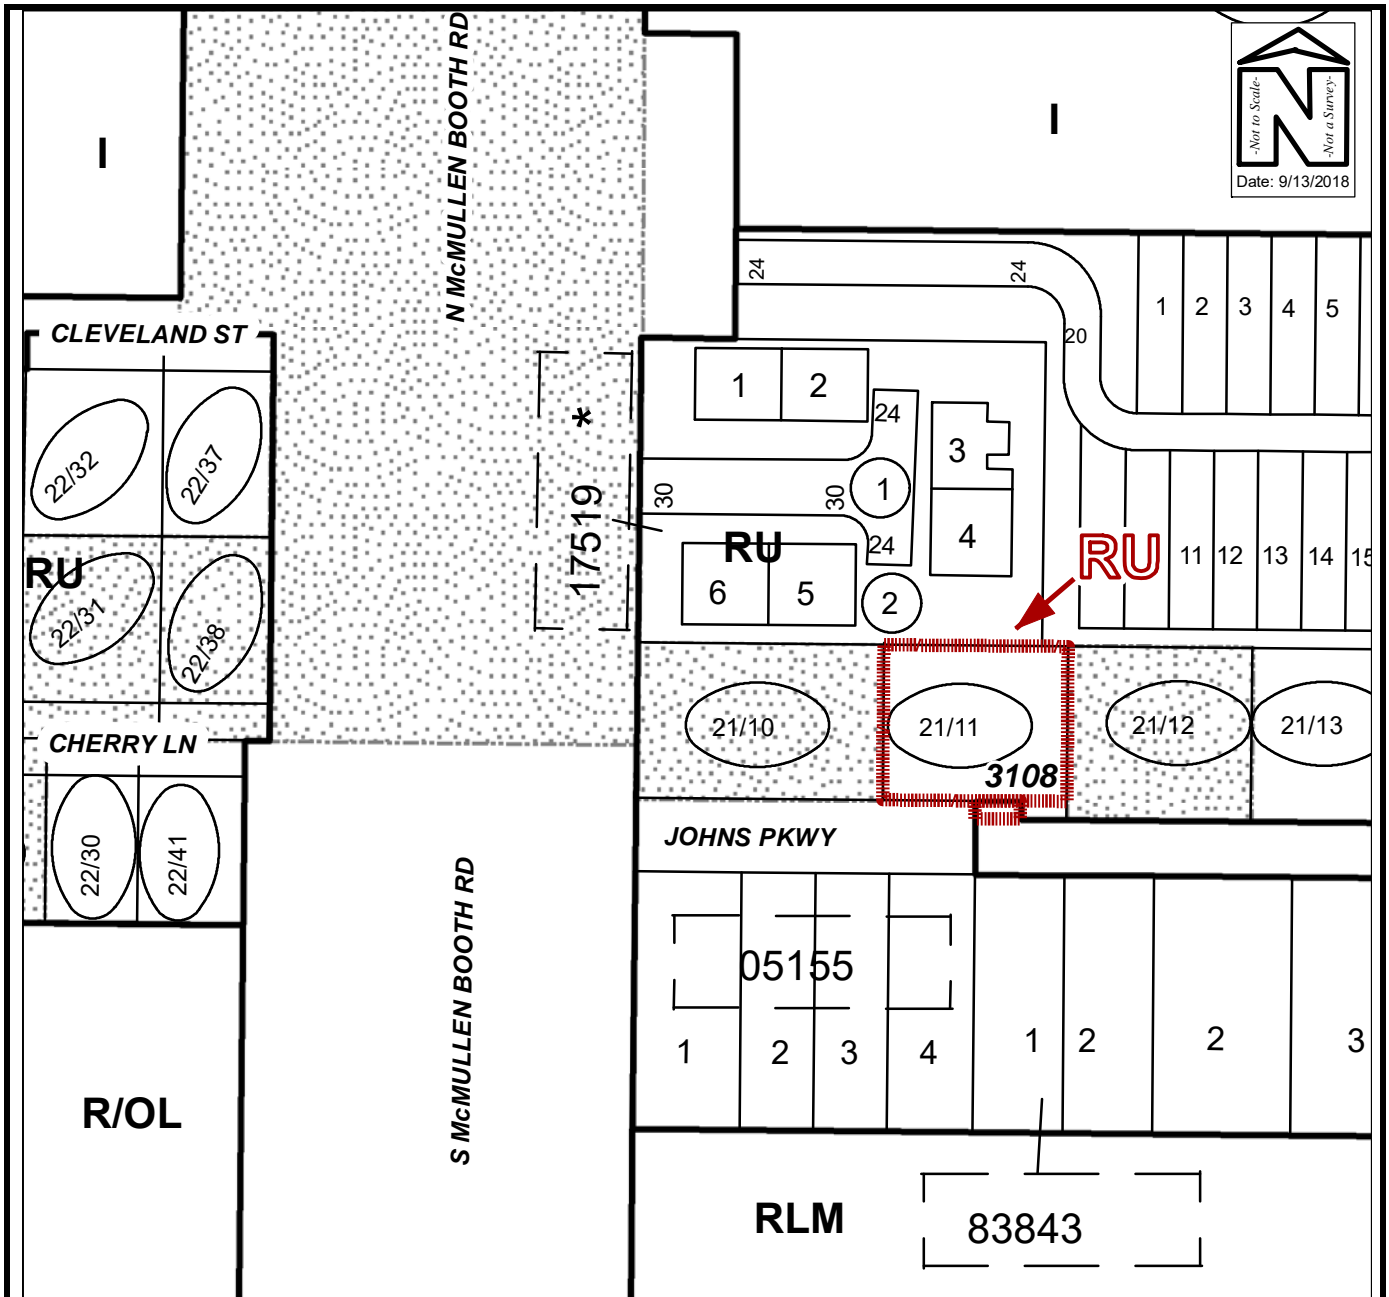 I
N McMULLEN BOOTH RD
I
-Not to Scale-
N
-Not a Survey-
Date: 9/13/2018
24
24
20
1
2
3
4
5
CLEVELAND ST
22/32
22/37
17519 *
1
2
24
3
30
30
1
RU
24
4
RU
11
12
13
14
15
RU
22/31
22/38
6
5
2
21/10
21/11
21/12
21/13
3108
CHERRY LN
22/30
22/41
JOHNS PKWY
S McMULLEN BOOTH RD
05155
1
2
3
4
1
2
2
3
R/OL
RLM
83843